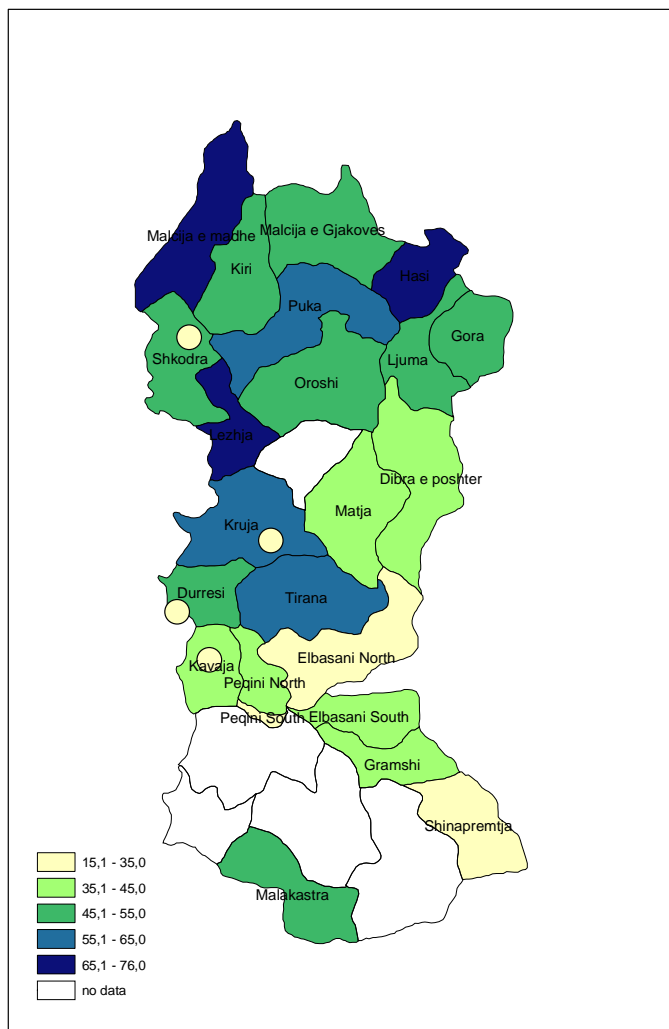 Malcija e madhe
Malcija e Gjakoves
Kiri
Hasi
Puka
Gora
Shkodra
Ljuma
Oroshi
Lezhja
Dibra e poshter
Matja
Kruja
Durresi
Tirana
Elbasani North
Kavaja
Peqini North
Peqini South
Elbasani South
Gramshi
Shinapremtja
Malakastra
15,1 - 35,0
35,1 - 45,0
45,1 - 55,0
55,1 - 65,0
65,1 - 76,0
no data